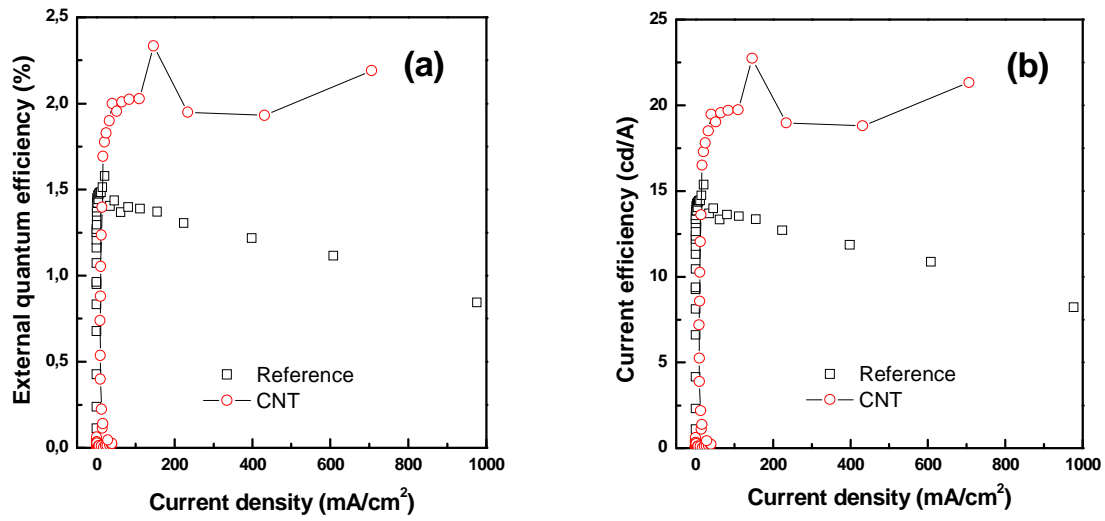 (a)
External quantum efficiency (%)
2,5
2,0
1,5
1,0
0,5
0,0
Reference
CNT
0 200 400 600 800 1000
Current density (mA/cm²)
(b)
Current efficiency (cd/A)
25
20
15
10
5
0
Reference
CNT
0 200 400 600 800 1000
Current density (mA/cm²)